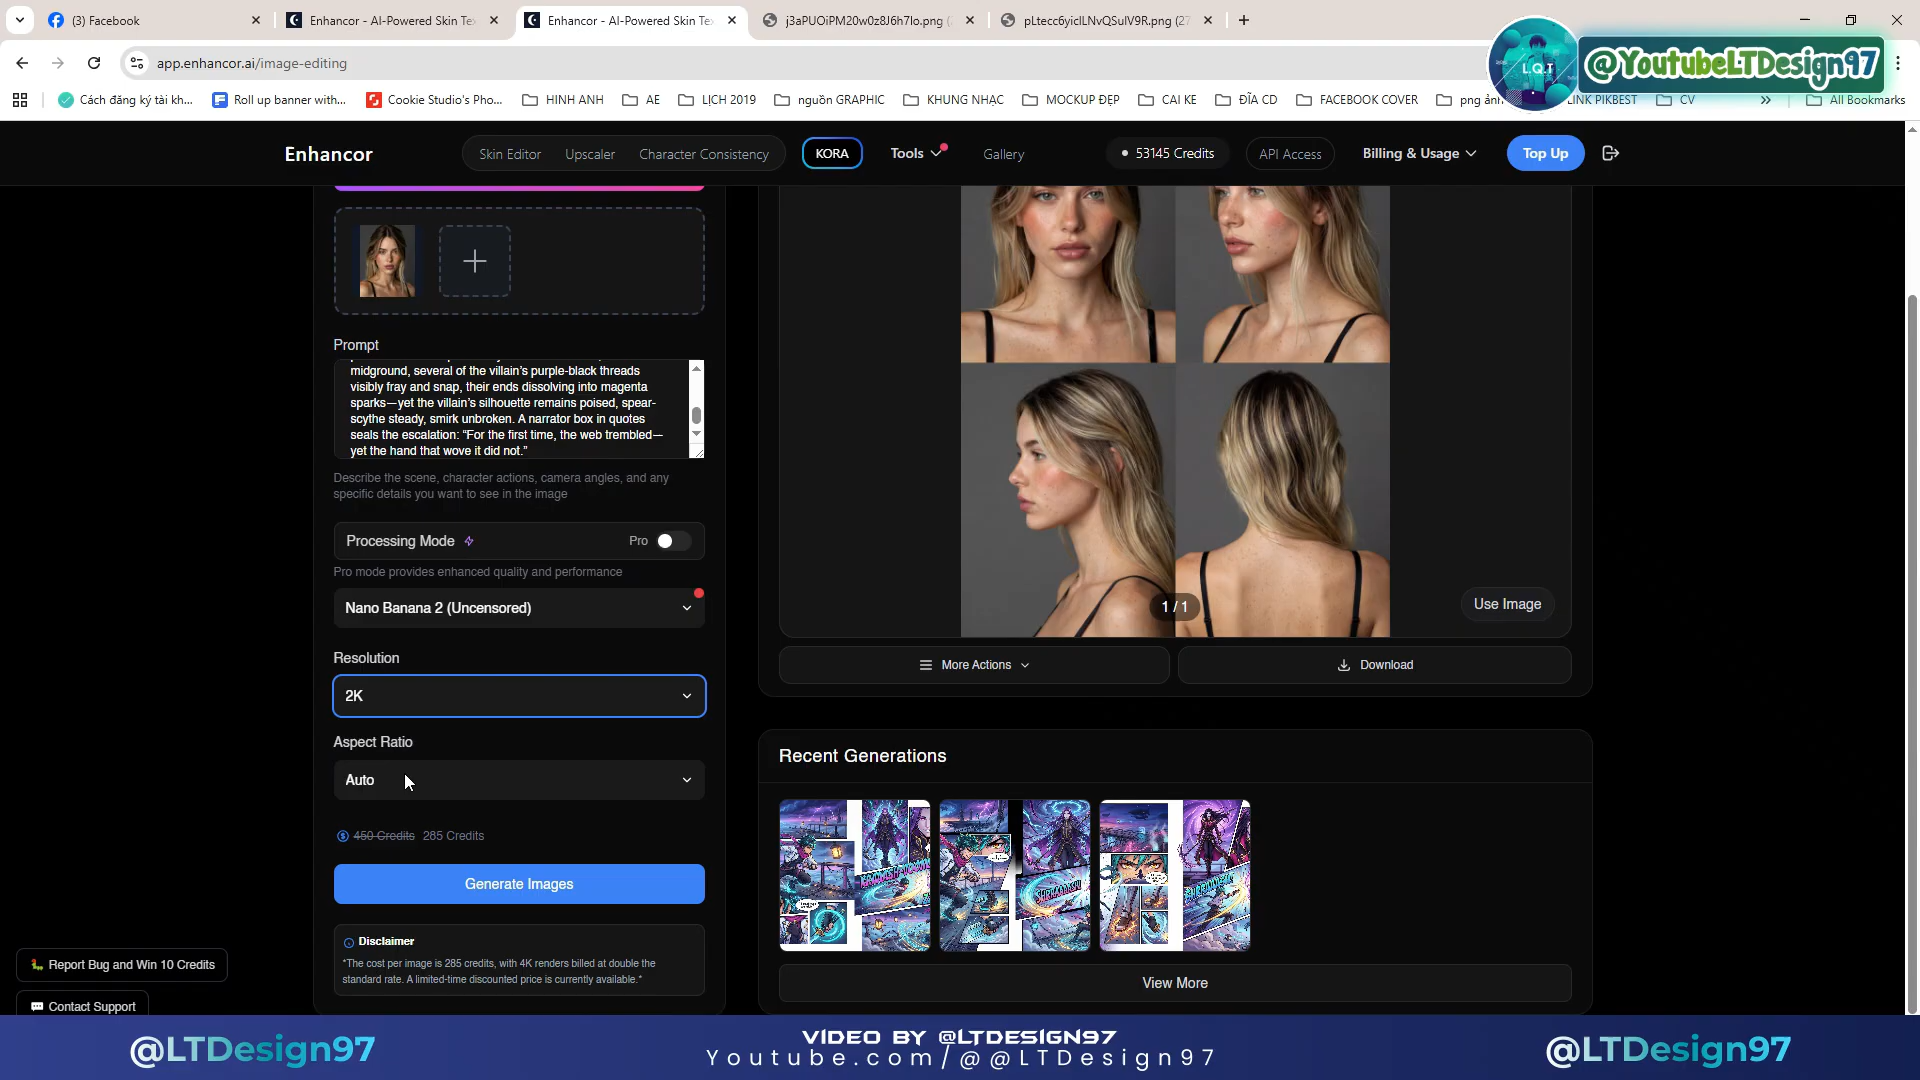 (3) Facebook
Enhancor - AI-Powered Skin Te
Enhancor - AI-Powered Skin Te
j3aPUOiPM20w0z8J6h7Io.png (
pLtecc6yicILNvQSuIV9R.png (27
app.enhancor.ai/image-editing
L.Q.T
@YoutubeLTDesign97
Cách đăng ký tài kh...
Roll up banner with...
Cookie Studio's Pho...
HINH ANH
AE
LỊCH 2019
nguồn GRAPHIC
KHUNG NHẠC
MOCKUP ĐẸP
CAI KE
ĐĨA CD
FACEBOOK COVER
png ảnh
LINK PIKBEST
CV
All Bookmarks
Enhancor
Skin Editor
Upscaler
Character Consistency
KORA
Tools
Gallery
53145 Credits
API Access
Billing & Usage
Top Up
Prompt
midground, several of the villain's purple-black threads
visibly fray and snap, their ends dissolving into magenta
sparks—yet the villain's silhouette remains poised, spear-
scythe steady, smirk unbroken. A narrator box in quotes
seals the escalation: “For the first time, the web trembled—
yet the hand that wove it did not.”
Describe the scene, character actions, camera angles, and any
specific details you want to see in the image
Processing Mode
Pro
Pro mode provides enhanced quality and performance
Nano Banana 2 (Uncensored)
Resolution
2K
Aspect Ratio
Auto
450 Credits 285 Credits
Generate Images
Disclaimer
*The cost per image is 285 credits, with 4K renders billed at double the
standard rate. A limited-time discounted price is currently available.*
1 / 1
Use Image
More Actions
Download
Recent Generations
View More
Report Bug and Win 10 Credits
Contact Support
@LTDesign97
VIDEO BY @LTDESIGN97
Youtube.com/@@LTDesign97
@LTDesign97